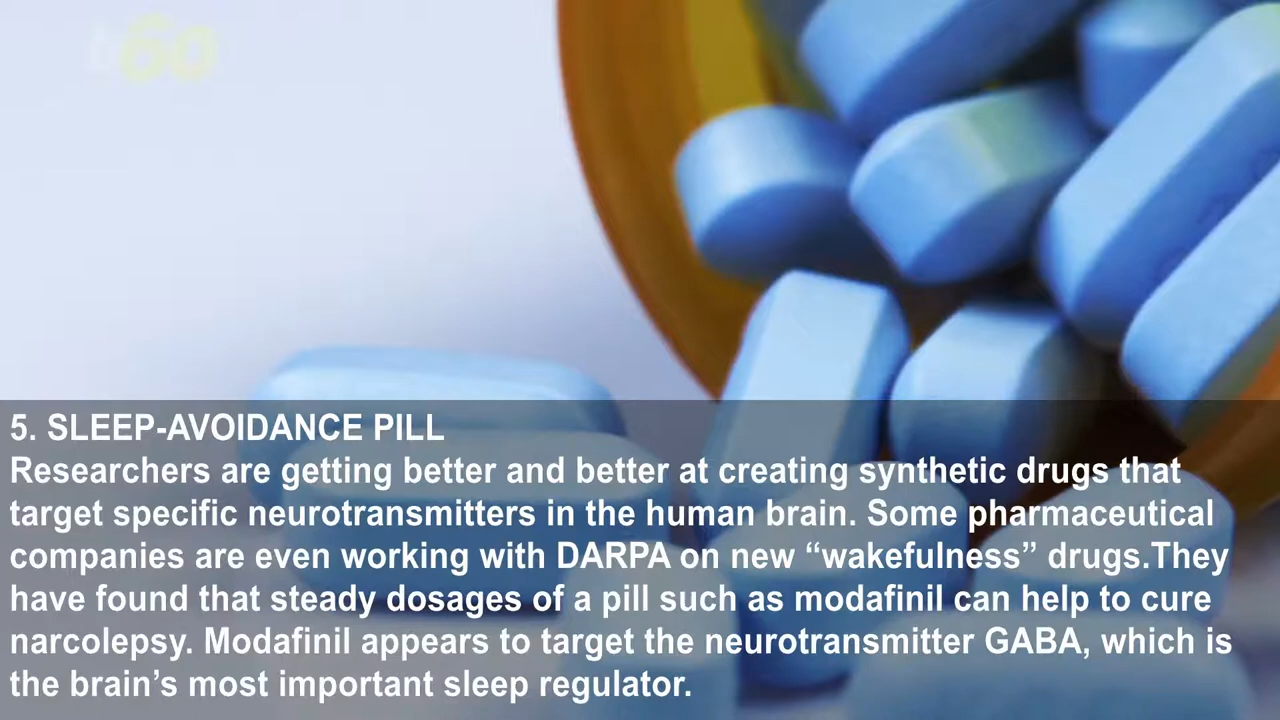 b60
5. SLEEP-AVOIDANCE PILL
Researchers are getting better and better at creating synthetic drugs that
target specific neurotransmitters in the human brain. Some pharmaceutical
companies are even working with DARPA on new “wakefulness” drugs.They
have found that steady dosages of a pill such as modafinil can help to cure
narcolepsy. Modafinil appears to target the neurotransmitter GABA, which is
the brain’s most important sleep regulator.